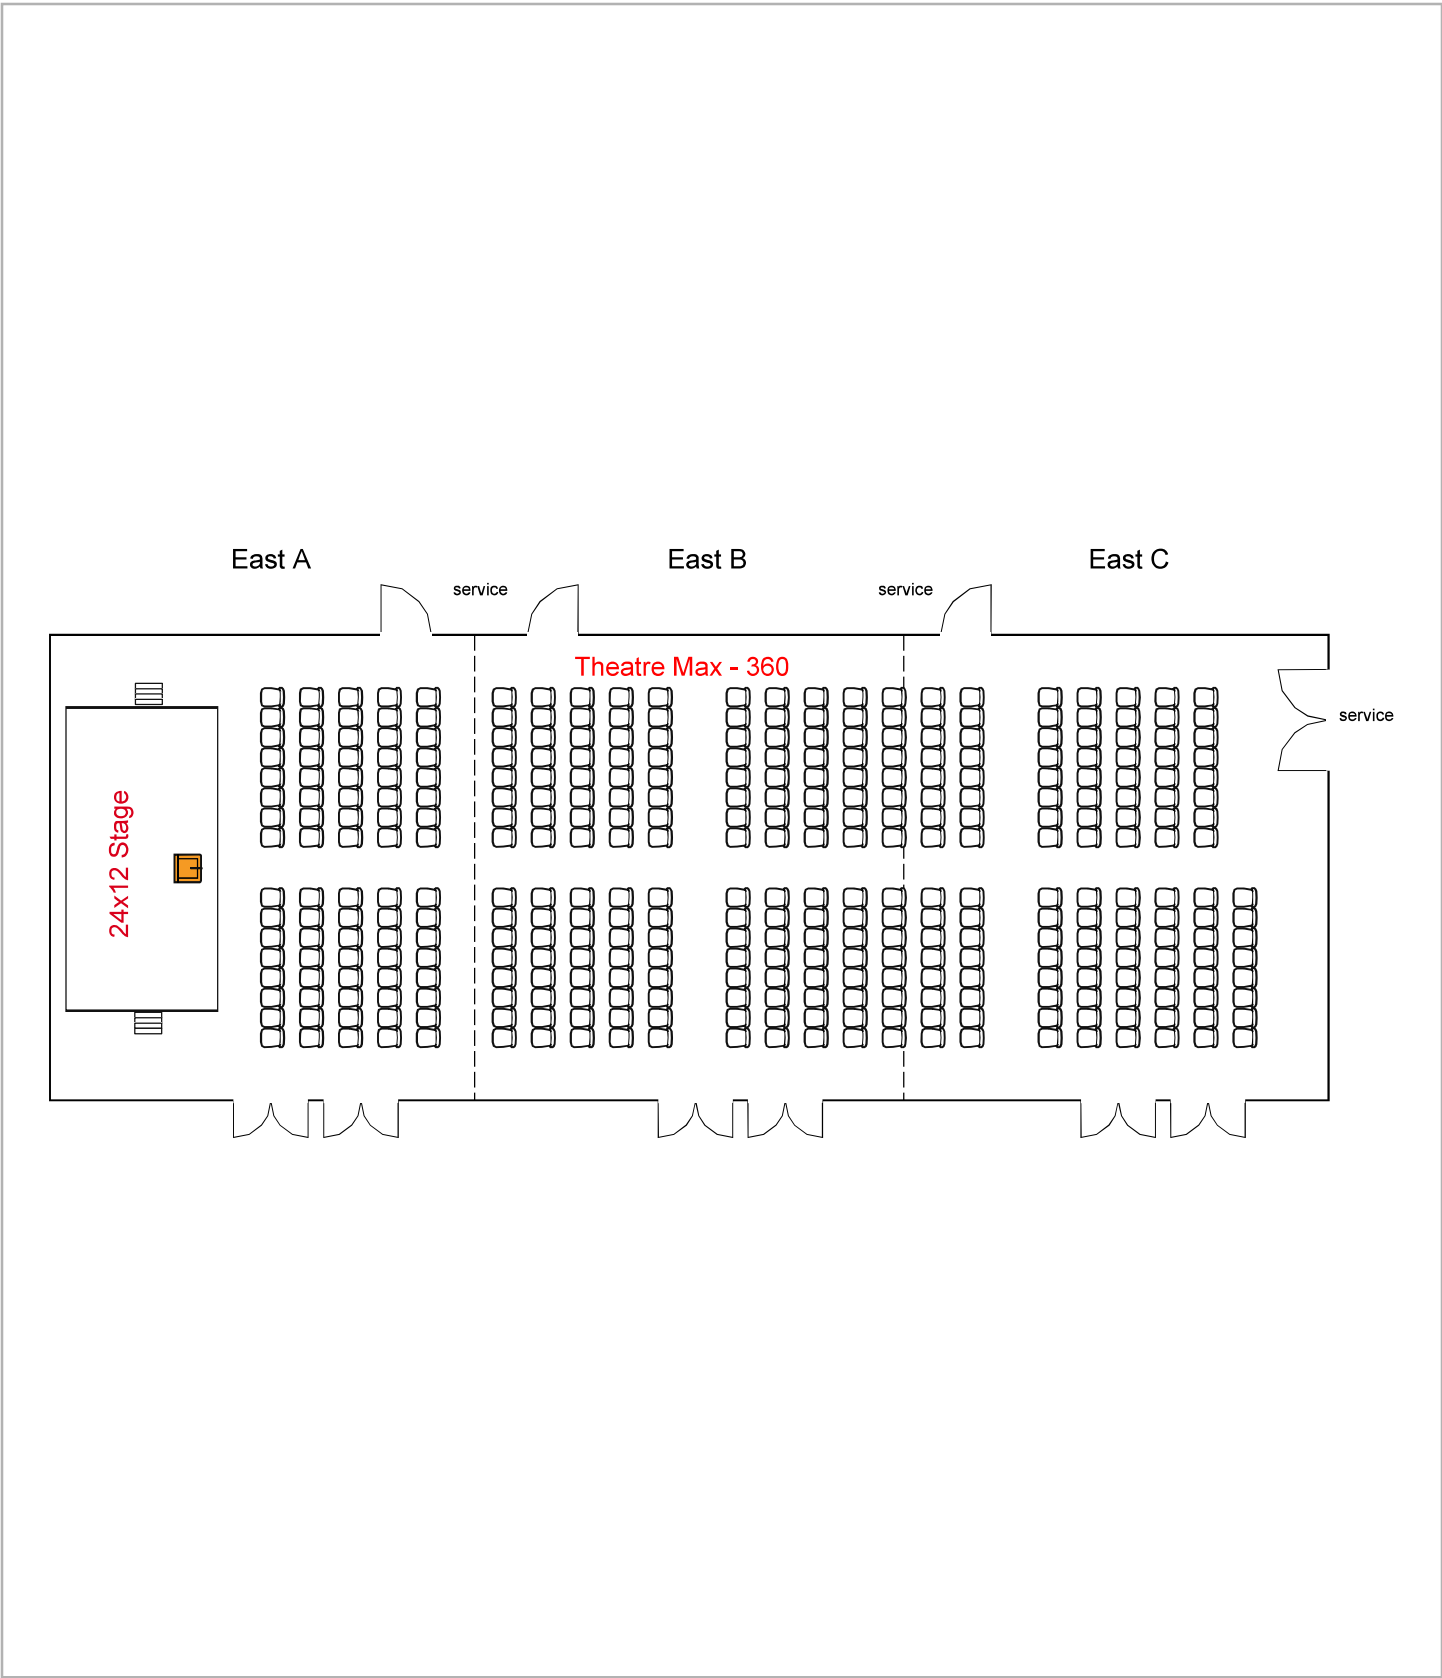 East A
East B
East C
service
service
Theatre Max - 360
service
24x12 Stage